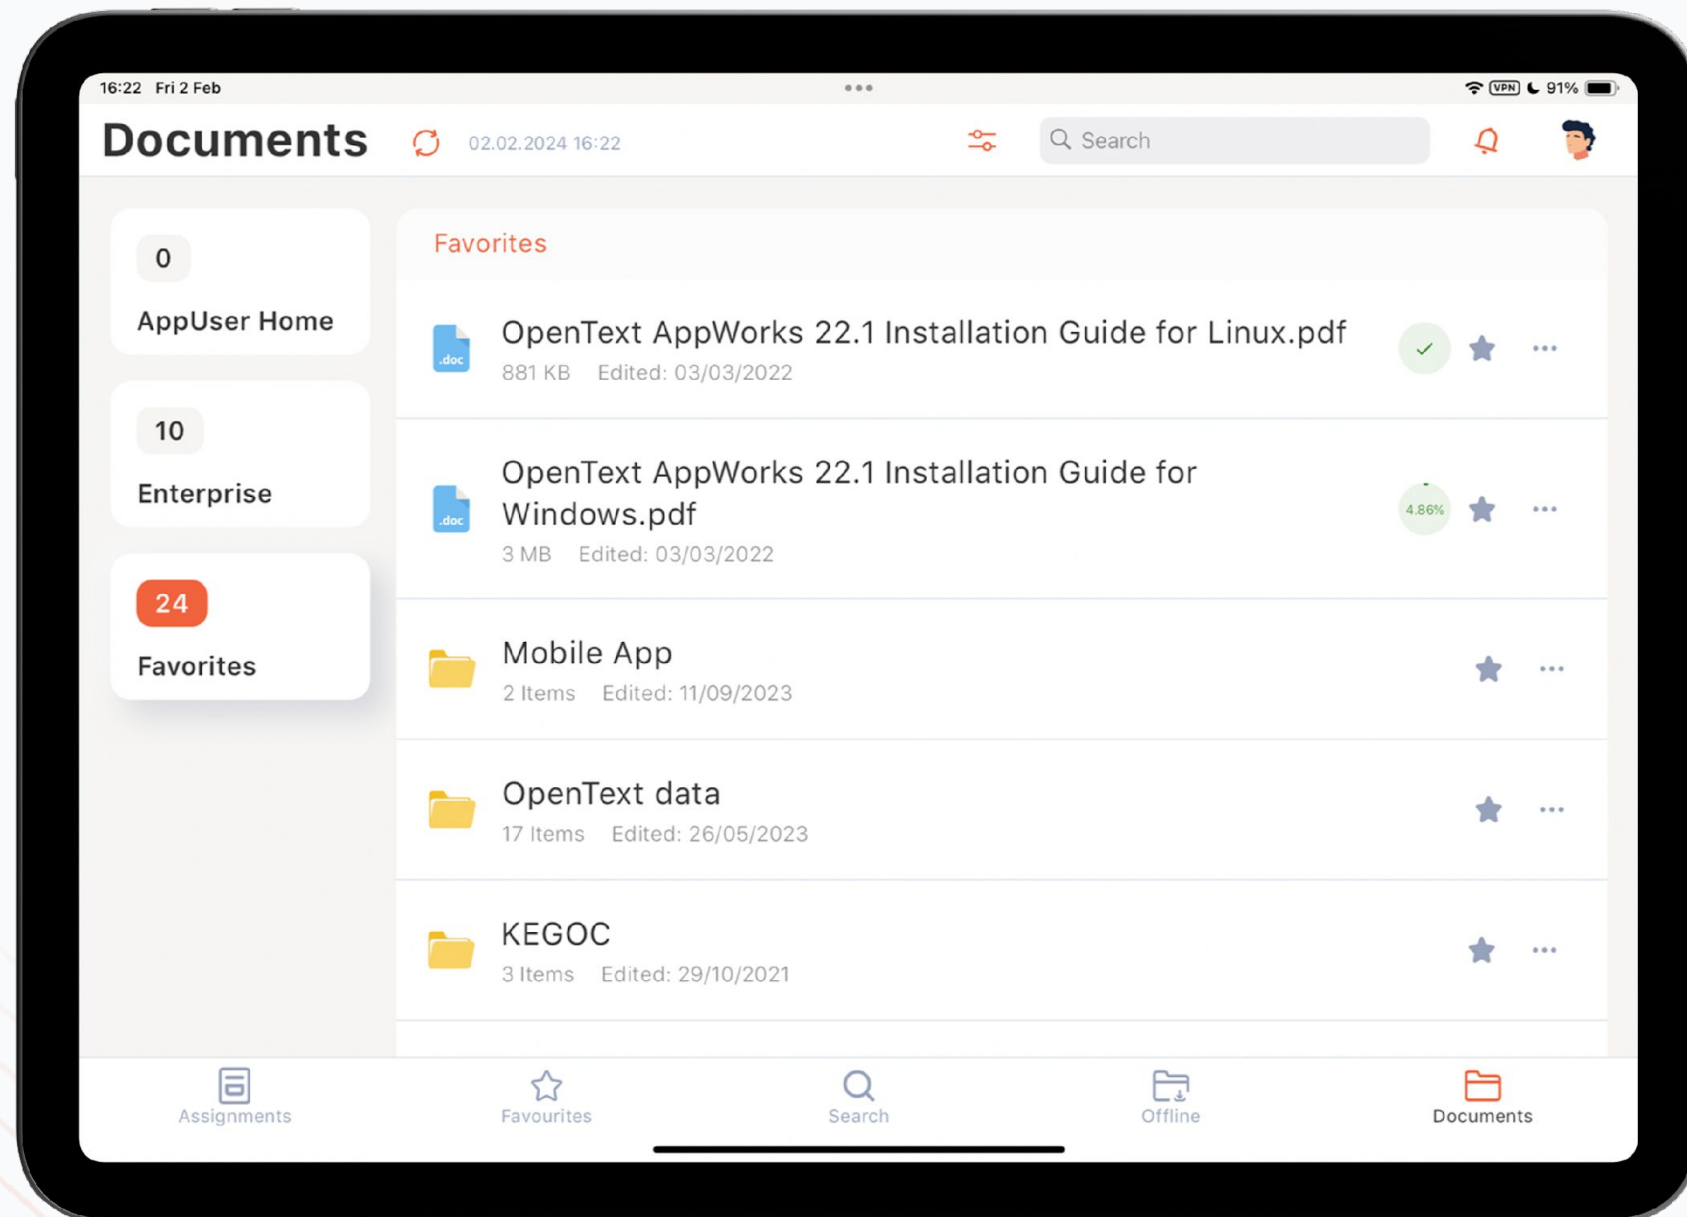 16:22 Fri 2 Feb
VPN 91%
Documents
02.02.2024 16:22
Search
0
AppUser Home
10
Enterprise
24
Favorites
Favorites
.doc
OpenText AppWorks 22.1 Installation Guide for Linux.pdf
881 KB Edited: 03/03/2022
.doc
OpenText AppWorks 22.1 Installation Guide for
Windows.pdf
3 MB Edited: 03/03/2022
4.86%
Mobile App
2 Items Edited: 11/09/2023
OpenText data
17 Items Edited: 26/05/2023
KEGOC
3 Items Edited: 29/10/2021
Assignments
Favourites
Search
Offline
Documents